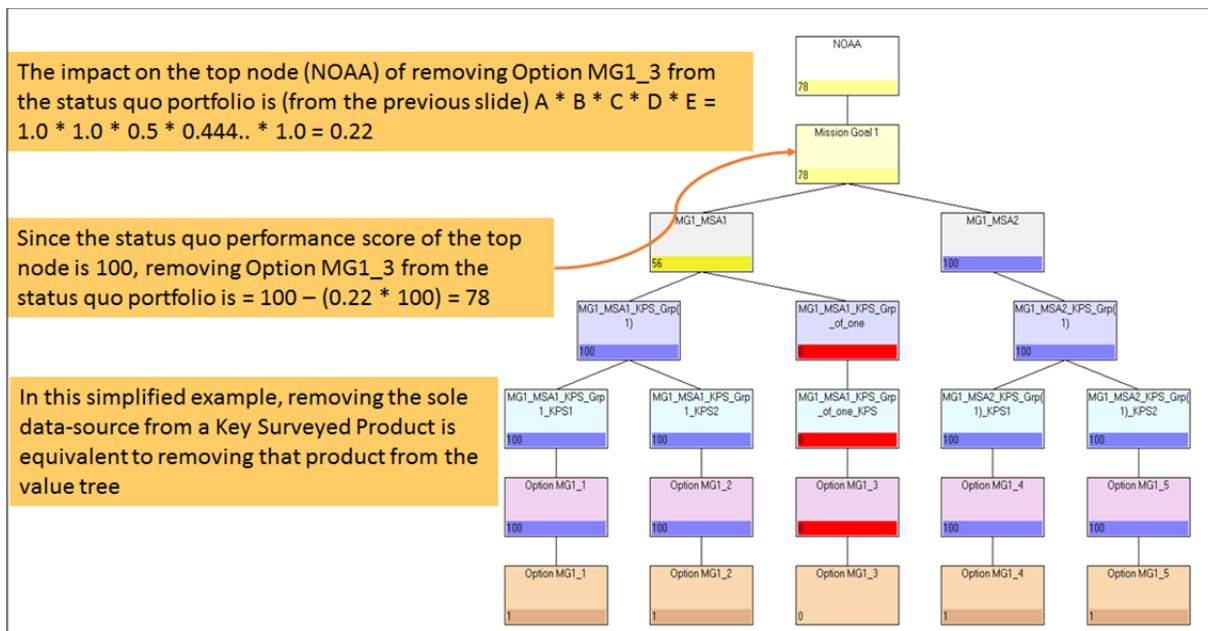 The impact on the top node (NOAA) of removing Option MG1_3 from
the status quo portfolio is (from the previous slide) A * B * C * D * E =
1.0 * 1.0 * 0.5 * 0.444.. * 1.0 = 0.22
Since the status quo performance score of the top
node is 100, removing Option MG1_3 from the
status quo portfolio is = 100 – (0.22 * 100) = 78
In this simplified example, removing the sole
data-source from a Key Surveyed Product is
equivalent to removing that product from the
value tree
NOAA
78
Mission Goal 1
78
MG1_MSA1
56
MG1_MSA2
100
MG1_MSA1_KPS_Grp(
1)
100
MG1_MSA1_KPS_Grp
_of_one
0
MG1_MSA2_KPS_Grp(
1)
100
MG1_MSA1_KPS_Grp
1_KPS1
100
MG1_MSA1_KPS_Grp
1_KPS2
100
MG1_MSA1_KPS_Grp
_of_one_KPS
0
MG1_MSA2_KPS_Grp(
1)_KPS1
100
MG1_MSA2_KPS_Grp(
1)_KPS2
100
Option MG1_1
100
Option MG1_2
100
Option MG1_3
0
Option MG1_4
100
Option MG1_5
100
Option MG1_1
1
Option MG1_2
1
Option MG1_3
0
Option MG1_4
1
Option MG1_5
1